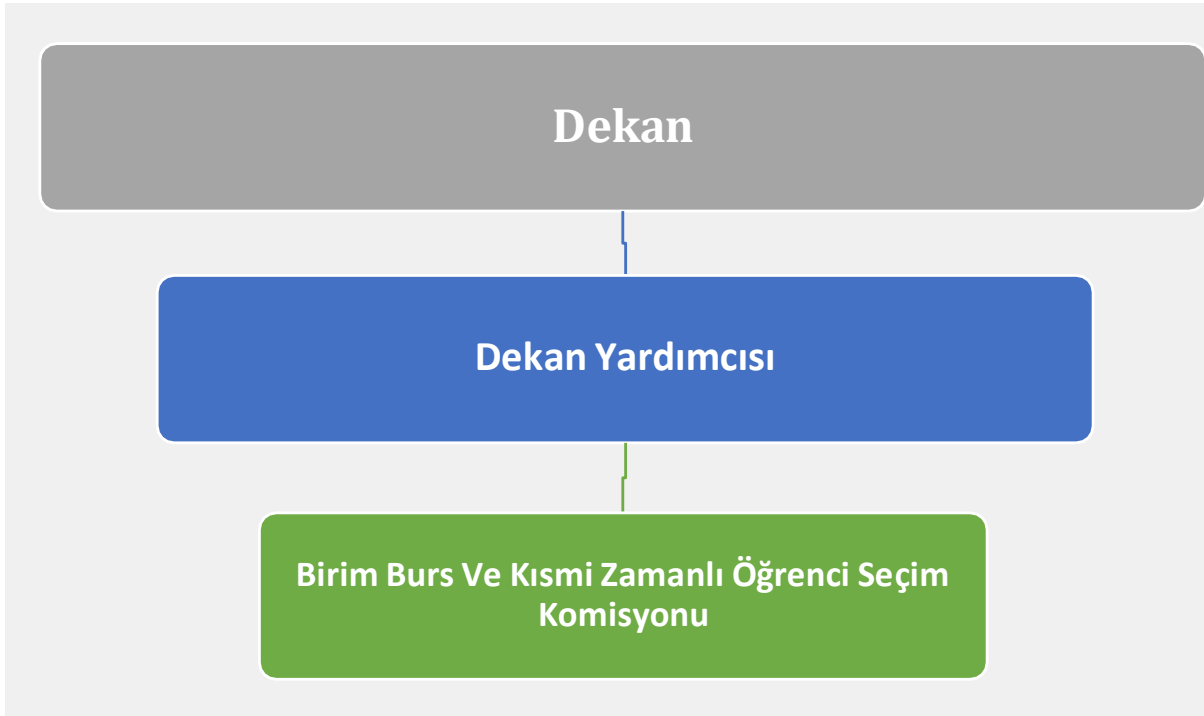 Dekan
Dekan Yardımcısı
Birim Burs Ve Kısmi Zamanlı Öğrenci Seçim
Komisyonu